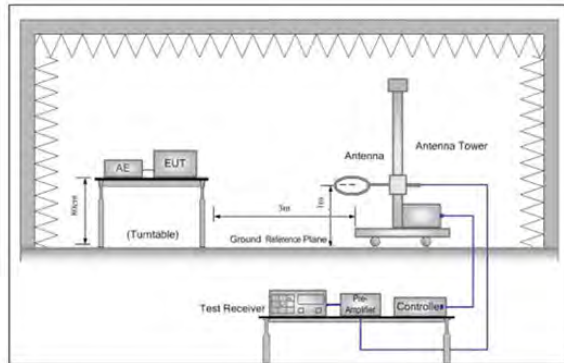 Antenna Tower
Antenna
EUT
AE
80cm
3m
1m
(Turntable)
Ground Reference Plane
Test Receiver
Pre-
Amplifier
Controller